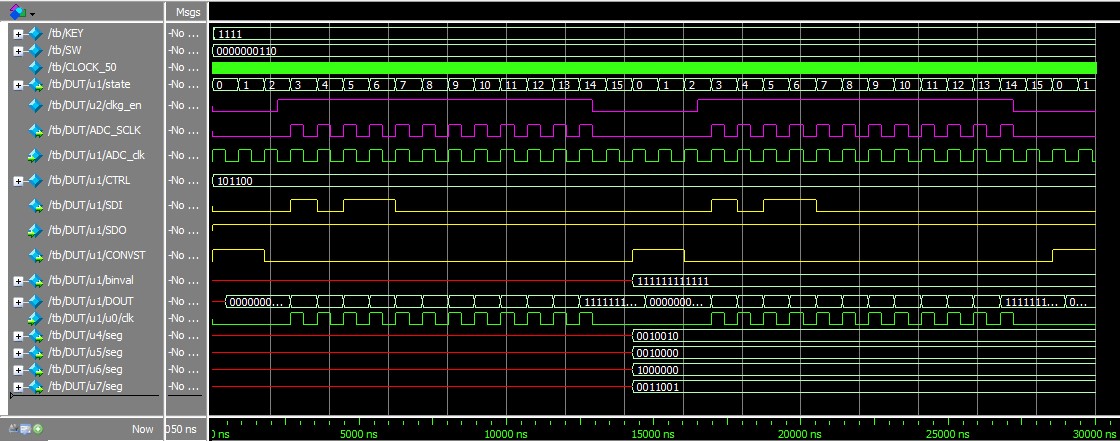 Msgs
/tb/KEY -No ... 1111
/tb/SW -No ... 0000000110
/tb/CLOCK_50 -No ...
/tb/DUT/u1/state -No ... 0 1 2 3 4 5 6 7 8 9 10 11 12 13 14 15 0 1 2 3 4 5 6 7 8 9 10 11 12 13 14 15 0 1
/tb/DUT/u2/clkg_en -No ...
/tb/DUT/ADC_SCLK -No ...
/tb/DUT/u1/ADC_clk -No ...
/tb/DUT/u1/CTRL -No ... 101100
/tb/DUT/u1/SDI -No ...
/tb/DUT/u1/SDO -No ...
/tb/DUT/u1/CONVST -No ...
/tb/DUT/u1/binval -No ... 111111111111
/tb/DUT/u1/DOUT -No ... 0000000... 1111111... 0000000... 1111111... 0...
/tb/DUT/u1/u0/clk -No ...
/tb/DUT/u4/seg -No ... 0010010
/tb/DUT/u5/seg -No ... 0010000
/tb/DUT/u6/seg -No ... 1000000
/tb/DUT/u7/seg -No ... 0011001
Now 050 ns ns 5000 ns 10000 ns 15000 ns 20000 ns 25000 ns 30000 ns